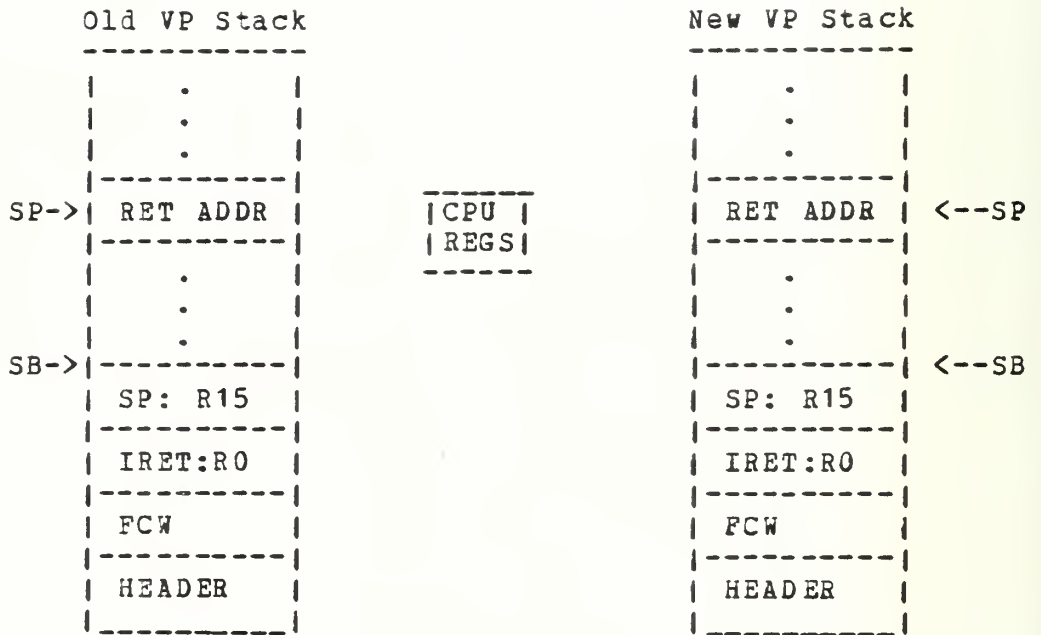 Old VP Stack New VP Stack
SP-> RET ADDR CPU RET ADDR <--SP
REGS
SB-> <--SB
SP: R15 SP: R15
IRET:R0 IRET:R0
FCW FCW
HEADER HEADER